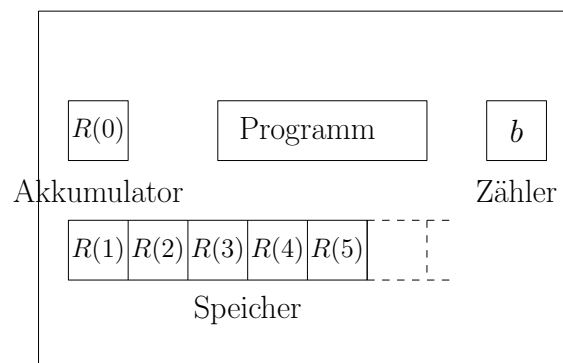 R(0) Programm b
Akkumulator Zähler
R(1) R(2) R(3) R(4) R(5)
Speicher